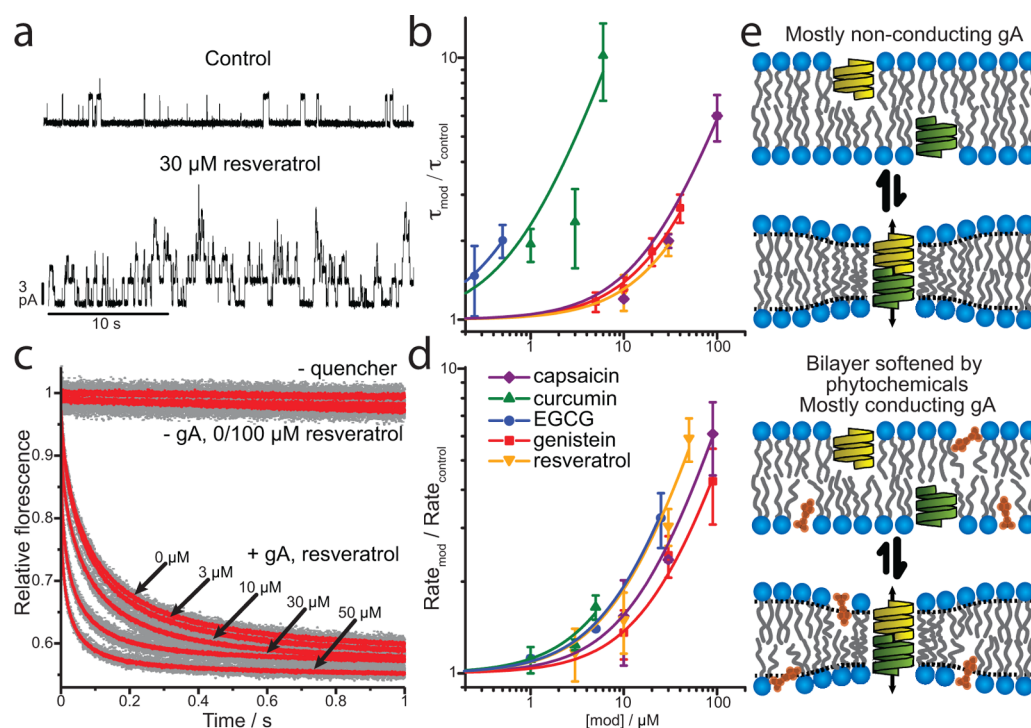 a
Control
30 µM resveratrol
3
pA
10 s
b
τmod / τcontrol
10
1
1
10
100
c
- quencher
- gA, 0/100 µM resveratrol
+ gA, resveratrol
0 µM
3 µM
10 µM
30 µM
50 µM
Relative florescence
1
0.9
0.8
0.7
0.6
0
0.2
0.4
0.6
0.8
1
Time / s
d
capsaicin
curcumin
EGCG
genistein
resveratrol
Ratemod / Ratecontrol
10
1
1
10
100
[mod] / µM
e
Mostly non-conducting gA
Bilayer softened by
phytochemicals
Mostly conducting gA